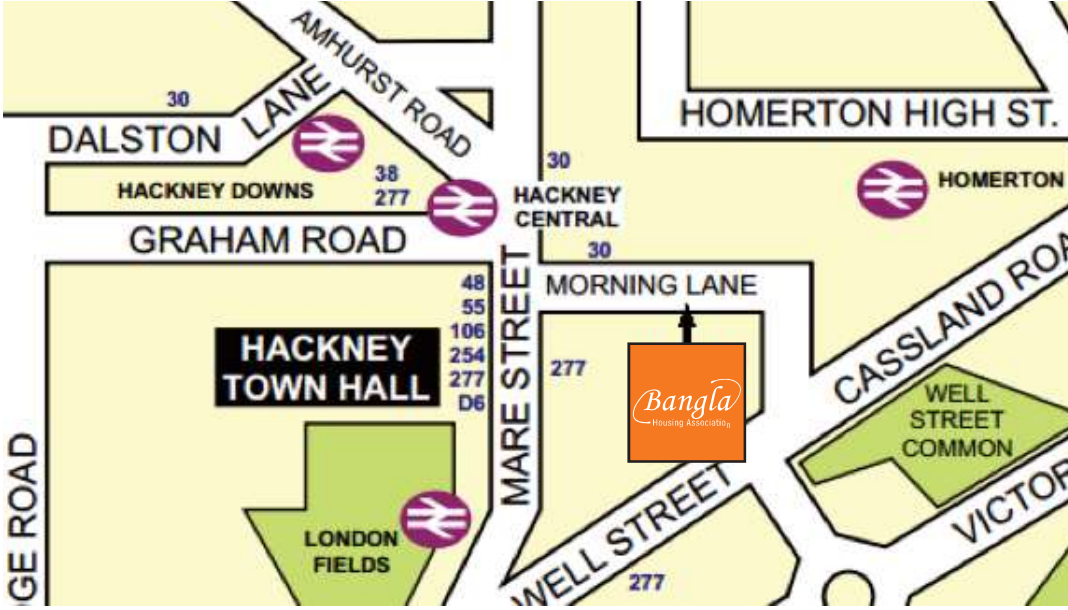 AMHURST ROAD
30
DALSTON LANE
HOMERTON HIGH ST.
HACKNEY DOWNS
38
277
30
HACKNEY
CENTRAL
HOMERTON
GRAHAM ROAD
30
MORNING LANE
48
55
106
254
277
D6
MARE STREET
HACKNEY
TOWN HALL
277
Bangla
Housing Association
CASSLAND ROA
WELL
STREET
COMMON
DGE ROAD
LONDON
FIELDS
WELL STREET
VICTOR
277